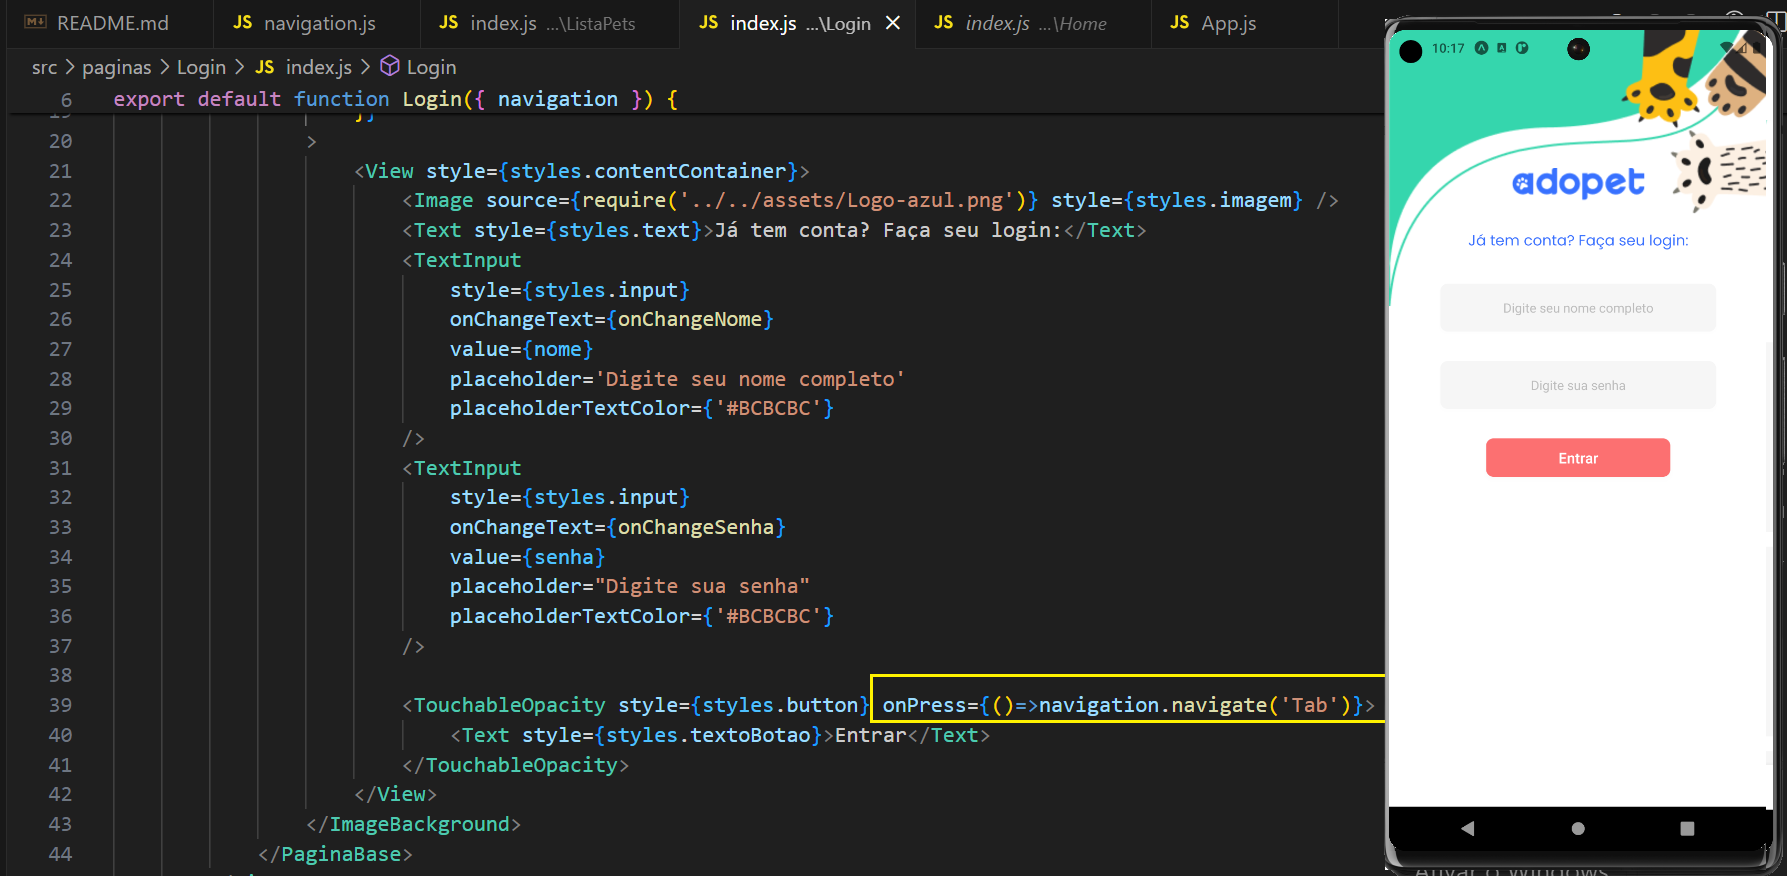 README.md
JS navigation.js
JS index.js ...\ListaPets
JS index.js ...\Login
JS index.js ...\Home
JS App.js
src > paginas > Login > JS index.js > Login
6 export default function Login({ navigation }) {
20 >
21 <View style={styles.contentContainer}>
22 <Image source={require('../../assets/Logo-azul.png')} style={styles.imagem} />
23 <Text style={styles.text}>Já tem conta? Faça seu login:</Text>
24 <TextInput
25 style={styles.input}
26 onChangeText={onChangeNome}
27 value={nome}
28 placeholder='Digite seu nome completo'
29 placeholderTextColor={'#BCBCBC'}
30 />
31 <TextInput
32 style={styles.input}
33 onChangeText={onChangeSenha}
34 value={senha}
35 placeholder="Digite sua senha"
36 placeholderTextColor={'#BCBCBC'}
37 />
38
39 <TouchableOpacity style={styles.button} onPress={()=>navigation.navigate('Tab')}>
40 <Text style={styles.textoBotao}>Entrar</Text>
41 </TouchableOpacity>
42 </View>
43 </ImageBackground>
44 </PaginaBase>
10:17
adopet
Já tem conta? Faça seu login:
Digite seu nome completo
Digite sua senha
Entrar
Ativar o Windows